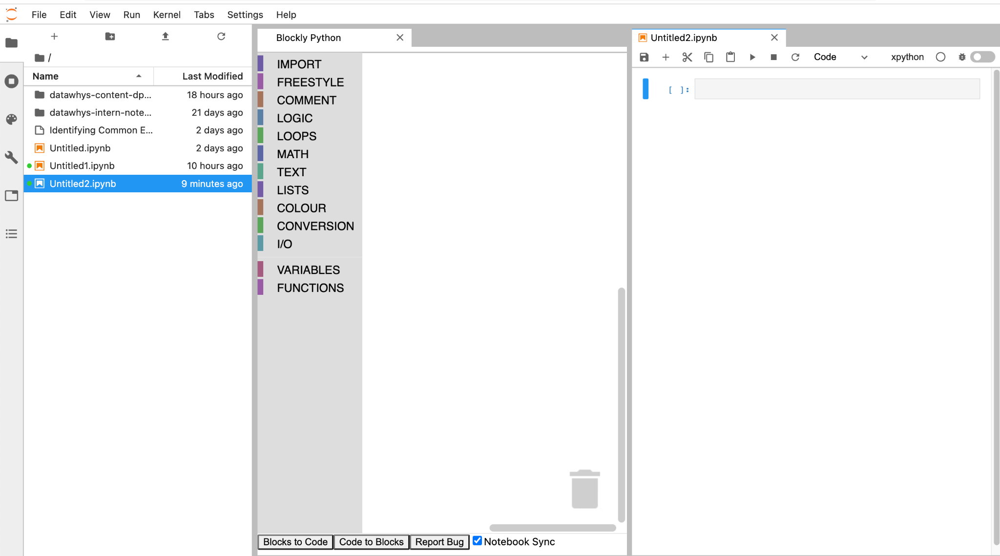 File Edit View Run Kernel Tabs Settings Help
/
Name Last Modified
datawhys-content-dp... 18 hours ago
datawhys-intern-note... 21 days ago
Identifying Common E... 2 days ago
Untitled.ipynb 2 days ago
Untitled1.ipynb 10 hours ago
Untitled2.ipynb 9 minutes ago
Blockly Python
IMPORT
FREESTYLE
COMMENT
LOGIC
LOOPS
MATH
TEXT
LISTS
COLOUR
CONVERSION
I/O
VARIABLES
FUNCTIONS
Blocks to Code Code to Blocks Report Bug Notebook Sync
Untitled2.ipynb
Code xpython
[ ]: